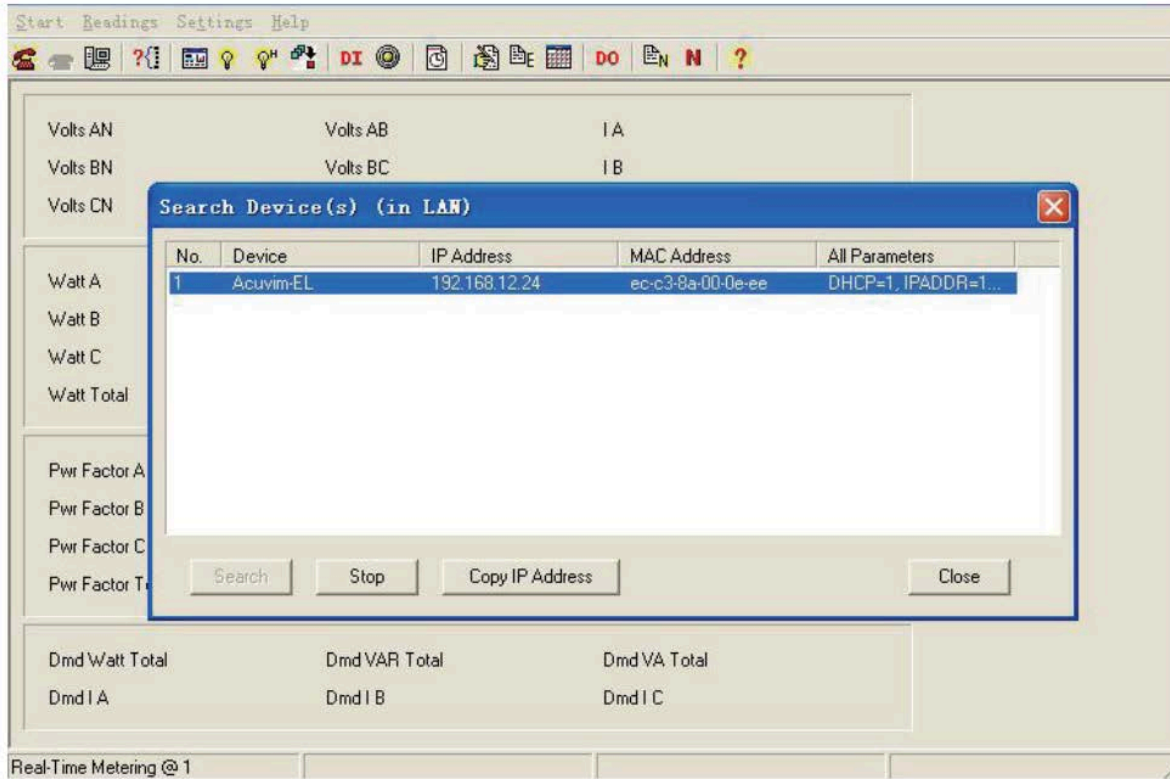 Start Readings Settings Help
?{} H DI E DO N N ?
Volts AN Volts AB I A
Volts BN Volts BC I B
Volts CN
Search Device(s) (in LAN)
No. Device IP Address MAC Address All Parameters
1 Acuvim-EL 192.168.12.24 ec-c3-8a-00-0e-ee DHCP=1, IPADDR=1...
Watt A
Watt B
Watt C
Watt Total
Pwr Factor A
Pwr Factor B
Pwr Factor C
Pwr Factor
Search Stop Copy IP Address Close
Dmd Watt Total Dmd VAR Total Dmd VA Total
Dmd I A Dmd I B Dmd I C
Real-Time Metering @ 1